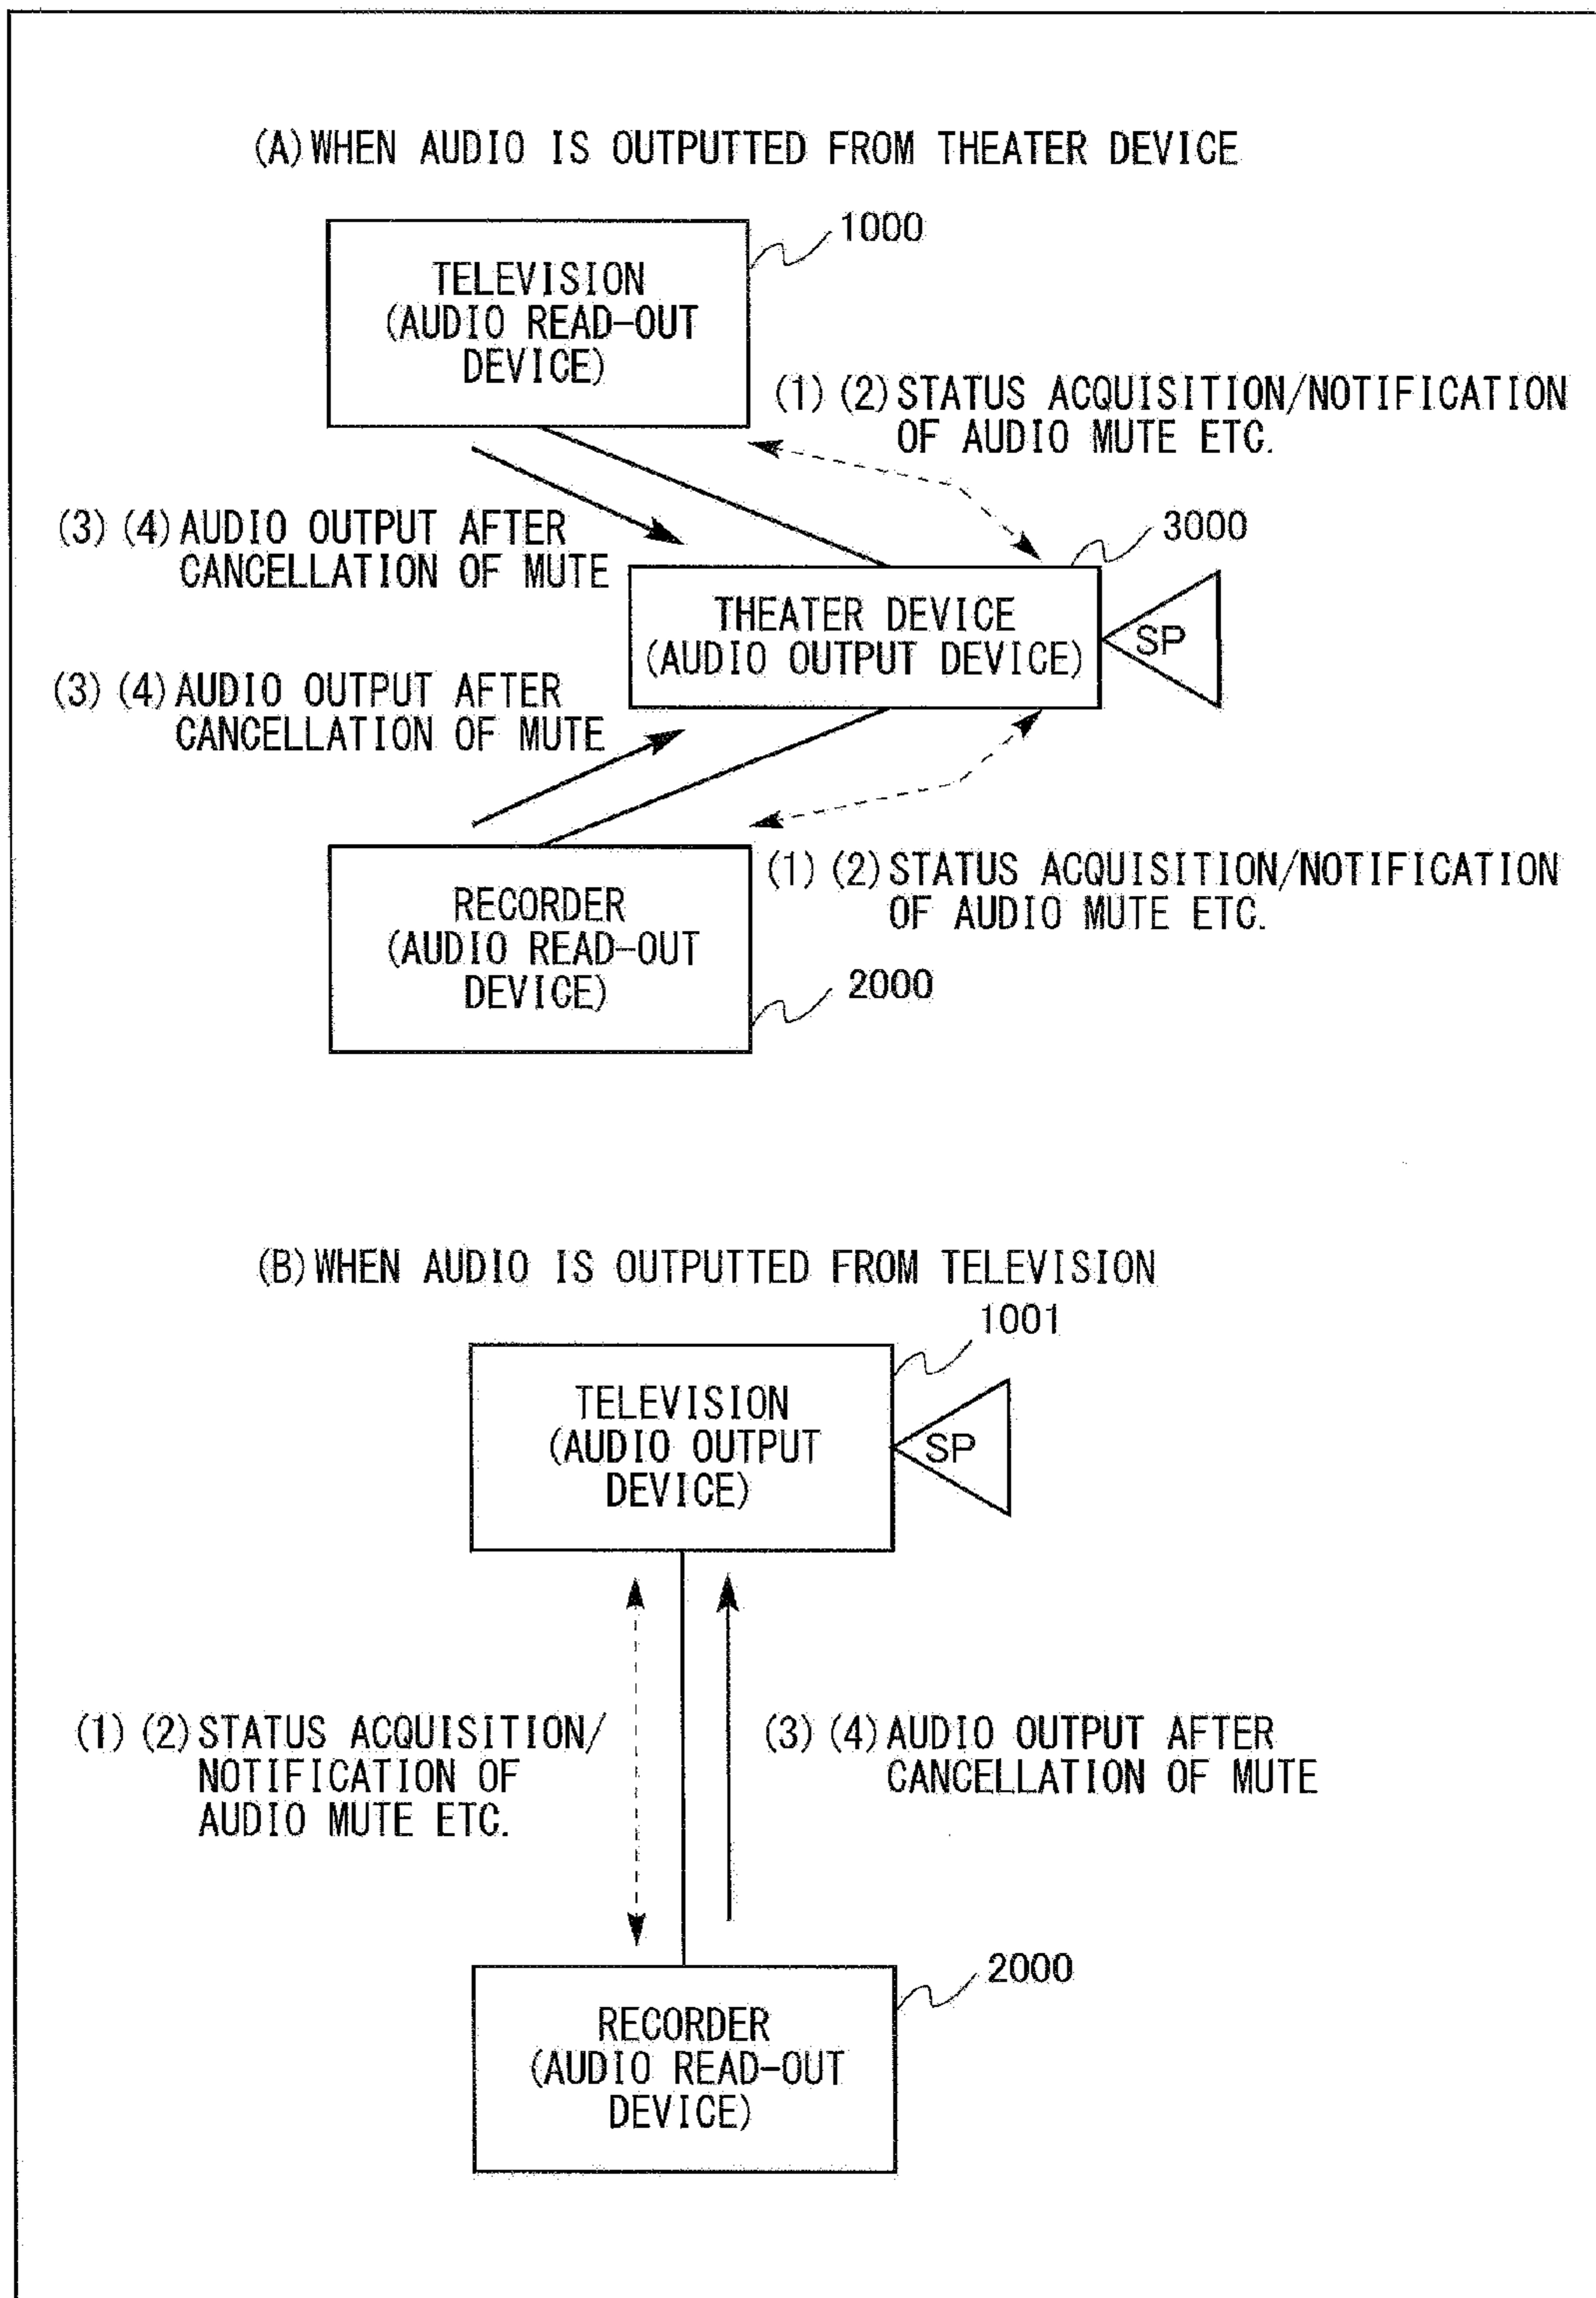 (A)WHEN AUDIO IS OUTPUTTED FROM THEATER DEVICE
1000
TELEVISION
(AUDIO READ-OUT
DEVICE)
(1)(2)STATUS ACQUISITION/NOTIFICATION
OF AUDIO MUTE ETC.
(3)(4)AUDIO OUTPUT AFTER
CANCELLATION OF MUTE
3000
THEATER DEVICE
(AUDIO OUTPUT DEVICE)
SP
(3)(4)AUDIO OUTPUT AFTER
CANCELLATION OF MUTE
(1)(2)STATUS ACQUISITION/NOTIFICATION
OF AUDIO MUTE ETC.
RECORDER
(AUDIO READ-OUT
DEVICE)
2000
(B)WHEN AUDIO IS OUTPUTTED FROM TELEVISION
1001
TELEVISION
(AUDIO OUTPUT
DEVICE)
SP
(1)(2)STATUS ACQUISITION/
NOTIFICATION OF
AUDIO MUTE ETC.
(3)(4)AUDIO OUTPUT AFTER
CANCELLATION OF MUTE
2000
RECORDER
(AUDIO READ-OUT
DEVICE)